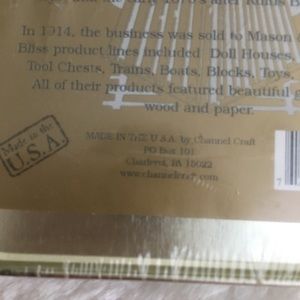 In 1914, the business was sold to Mason
Bliss product lines included Doll Houses,
Tool Chests, Trains, Boats, Blocks, Toys,
All of their products featured beautiful
wood and paper.
Made in the
U.S.A.
MADE IN THE U.S.A. by Channel Craft
PO Box 101
Charleroi, PA 15022
www.channelcraft.com